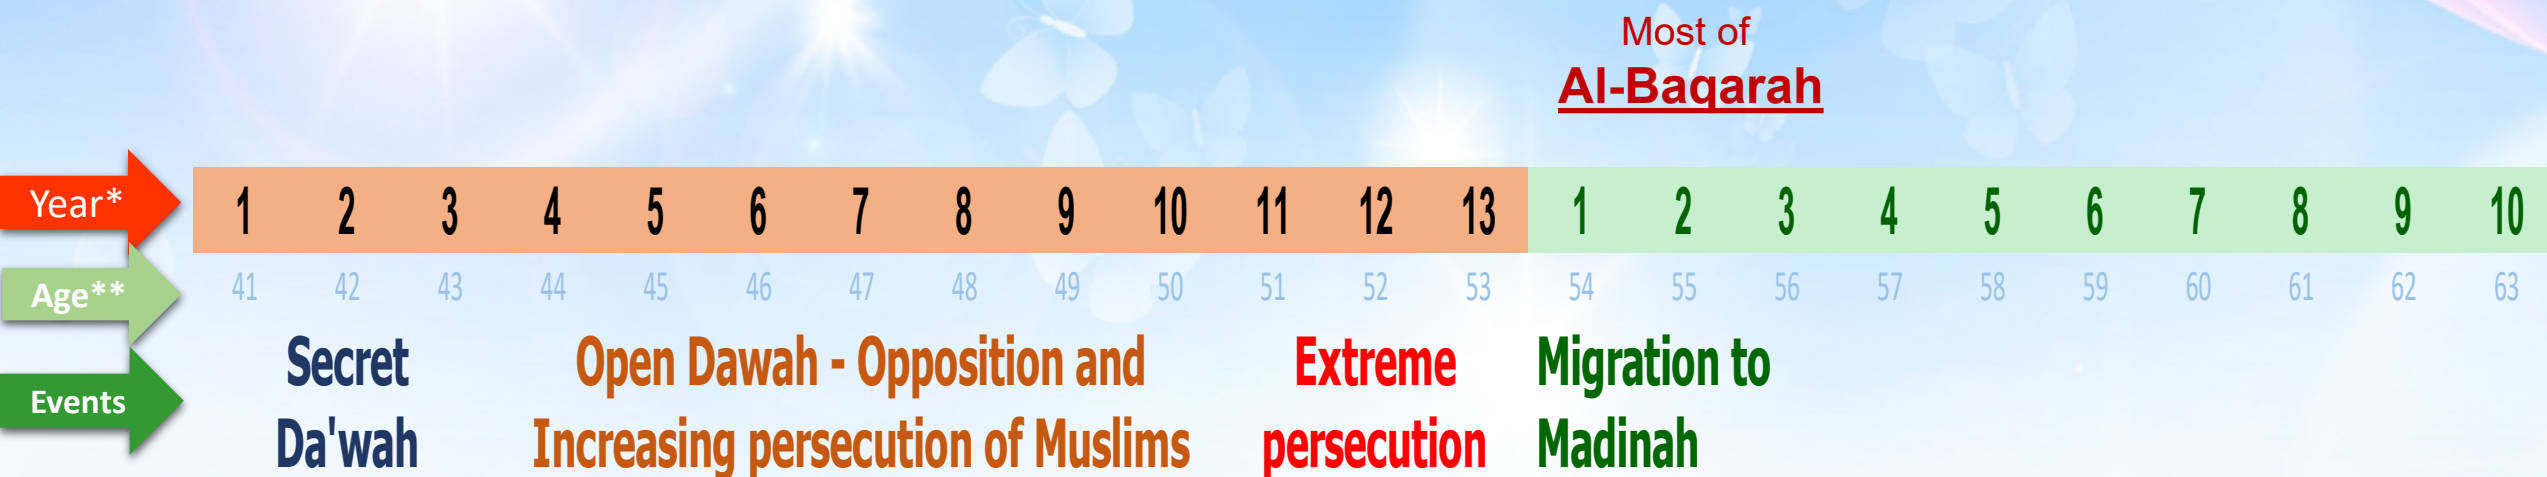 Most of
Al-Baqarah
Year* 1 2 3 4 5 6 7 8 9 10 11 12 13 1 2 3 4 5 6 7 8 9 10
Age** 41 42 43 44 45 46 47 48 49 50 51 52 53 54 55 56 57 58 59 60 61 62 63
Events
Secret
Da'wah
Open Dawah - Opposition and
Increasing persecution of Muslims
Extreme
persecution
Migration to
Madinah